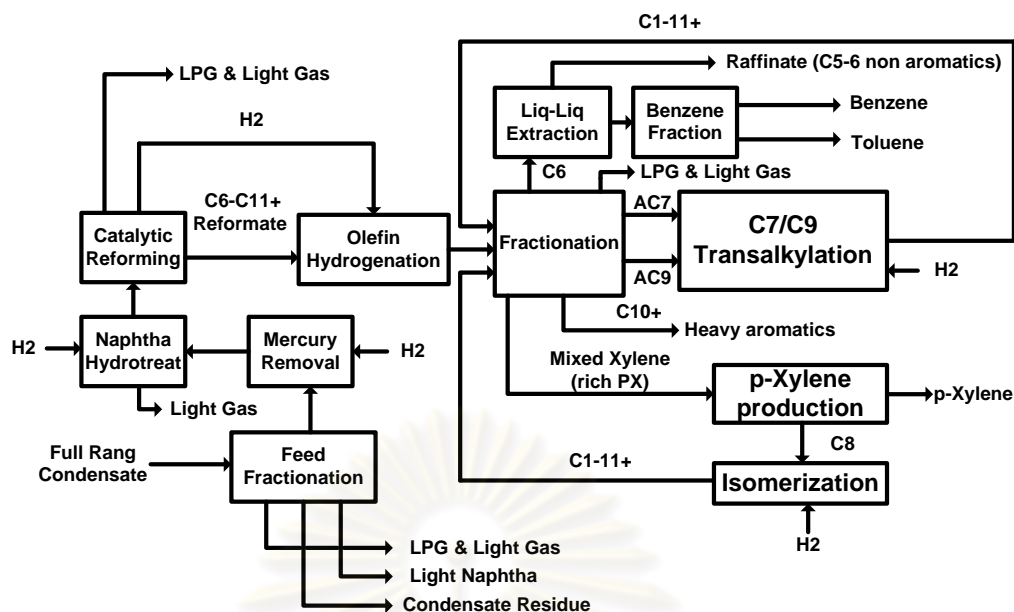 C1-11+
LPG & Light Gas
Raffinate (C5-6 non aromatics)
Liq-Liq
Extraction
Benzene
Fraction
Benzene
Toluene
H2
C6
LPG & Light Gas
C6-C11+
Reformate
AC7
Catalytic
Reforming
Olefin
Hydrogenation
Fractionation
C7/C9
Transalkylation
AC9
H2
C10+
Heavy aromatics
H2
Naphtha
Hydrotreat
Mercury
Removal
H2
Mixed Xylene
(rich PX)
p-Xylene
production
p-Xylene
Light Gas
Full Rang
Condensate
Feed
Fractionation
C8
C1-11+
Isomerization
H2
LPG & Light Gas
Light Naphtha
Condensate Residue